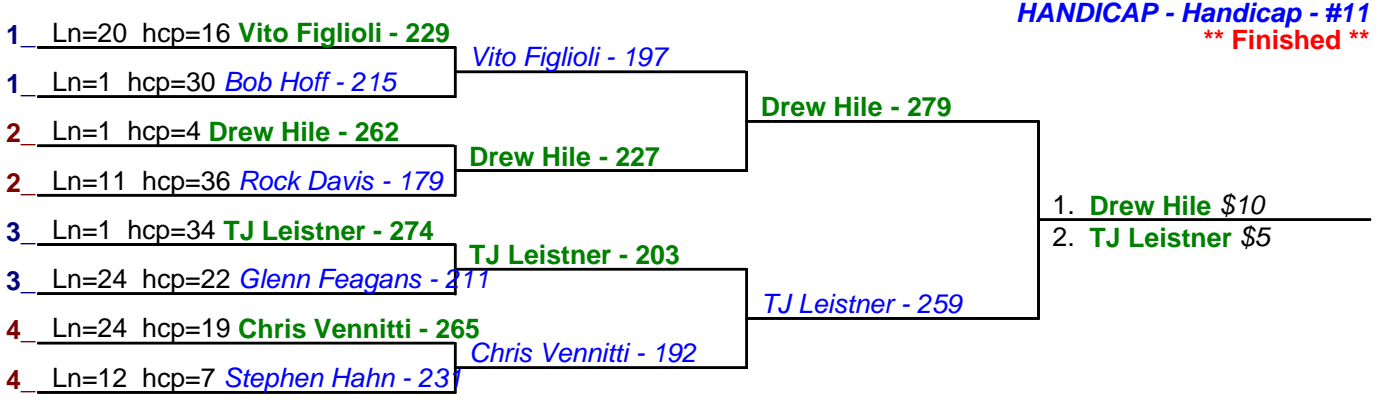 HANDICAP - Handicap - #11
** Finished **
1_ Ln=20 hcp=16 Vito Figlioli - 229
Vito Figlioli - 197
1_ Ln=1 hcp=30 Bob Hoff - 215
Drew Hile - 279
2_ Ln=1 hcp=4 Drew Hile - 262
Drew Hile - 227
2_ Ln=11 hcp=36 Rock Davis - 179
1. Drew Hile $10
3_ Ln=1 hcp=34 TJ Leistner - 274
2. TJ Leistner $5
TJ Leistner - 203
3_ Ln=24 hcp=22 Glenn Feagans - 211
TJ Leistner - 259
4_ Ln=24 hcp=19 Chris Vennitti - 265
Chris Vennitti - 192
4_ Ln=12 hcp=7 Stephen Hahn - 231